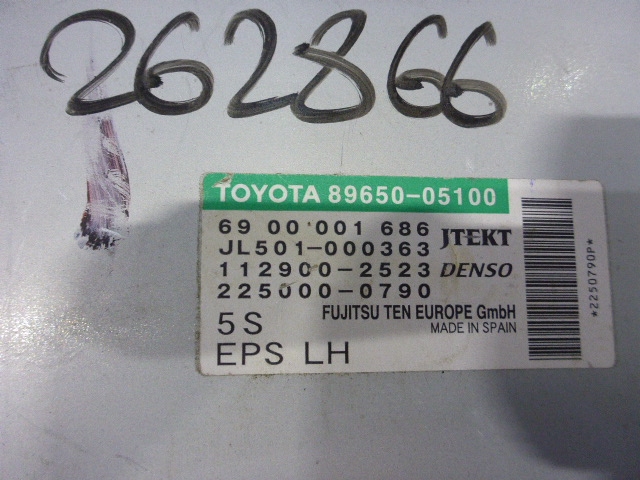 262866
TOYOTA 89650-05100
69 00 001 686
JL501-000363 JTEKT
112900-2523 DENSO
225000-0790
5S FUJITSU TEN EUROPE GmbH
MADE IN SPAIN
EPS LH
*2250790P*